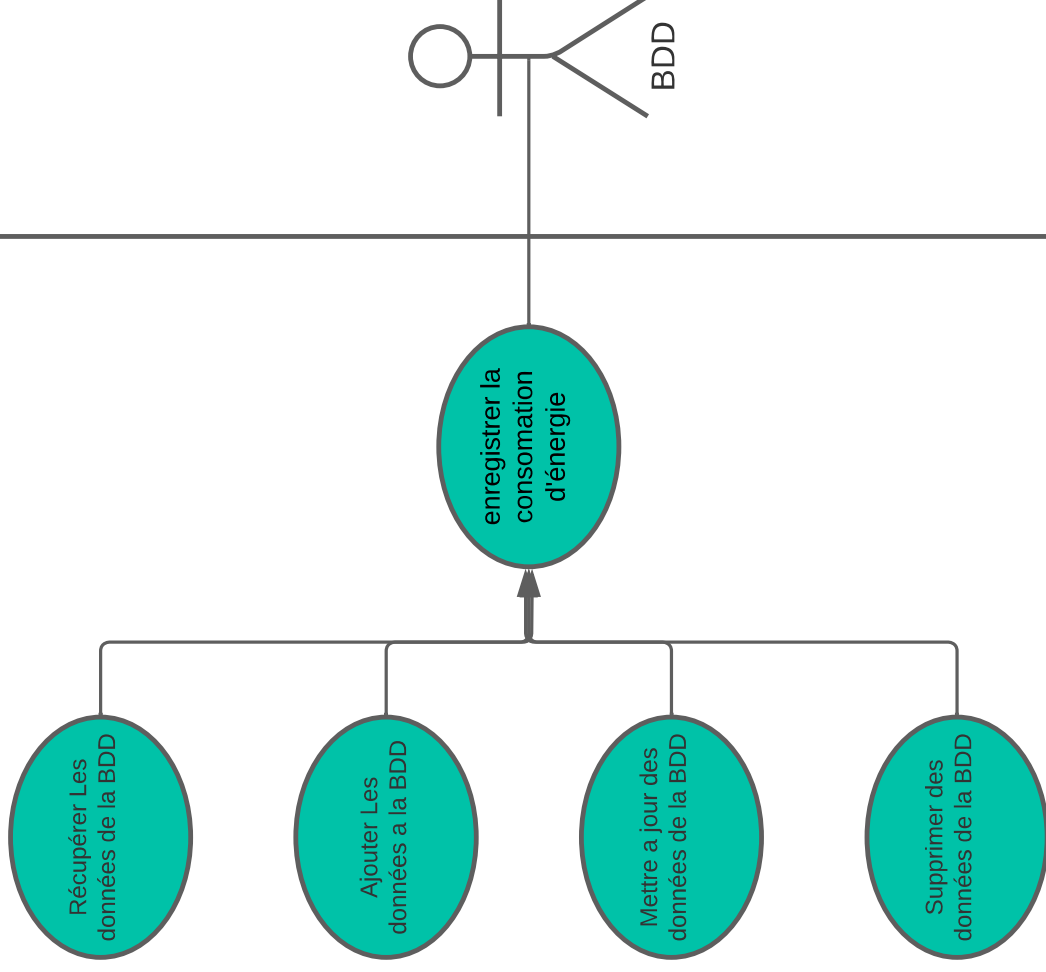 BDD
enregistrer la
consomation
d'énergie
Récupérer Les
données de la BDD
Ajouter Les
données a la BDD
Mettre a jour des
données de la BDD
Supprimer des
données de la BDD